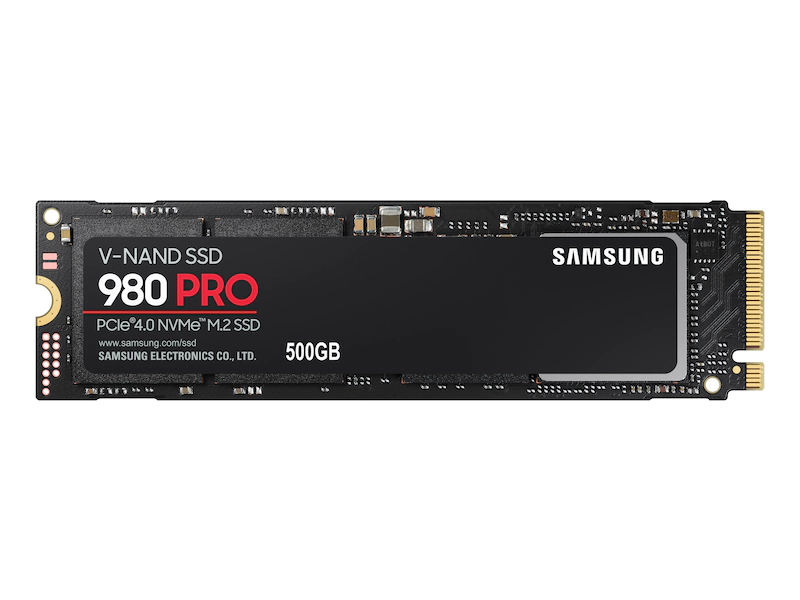 V-NAND SSD
SAMSUNG
980 PRO
PCIe®4.0 NVMe™ M.2 SSD
www.samsung.com/ssd
SAMSUNG ELECTRONICS CO., LTD.
500GB